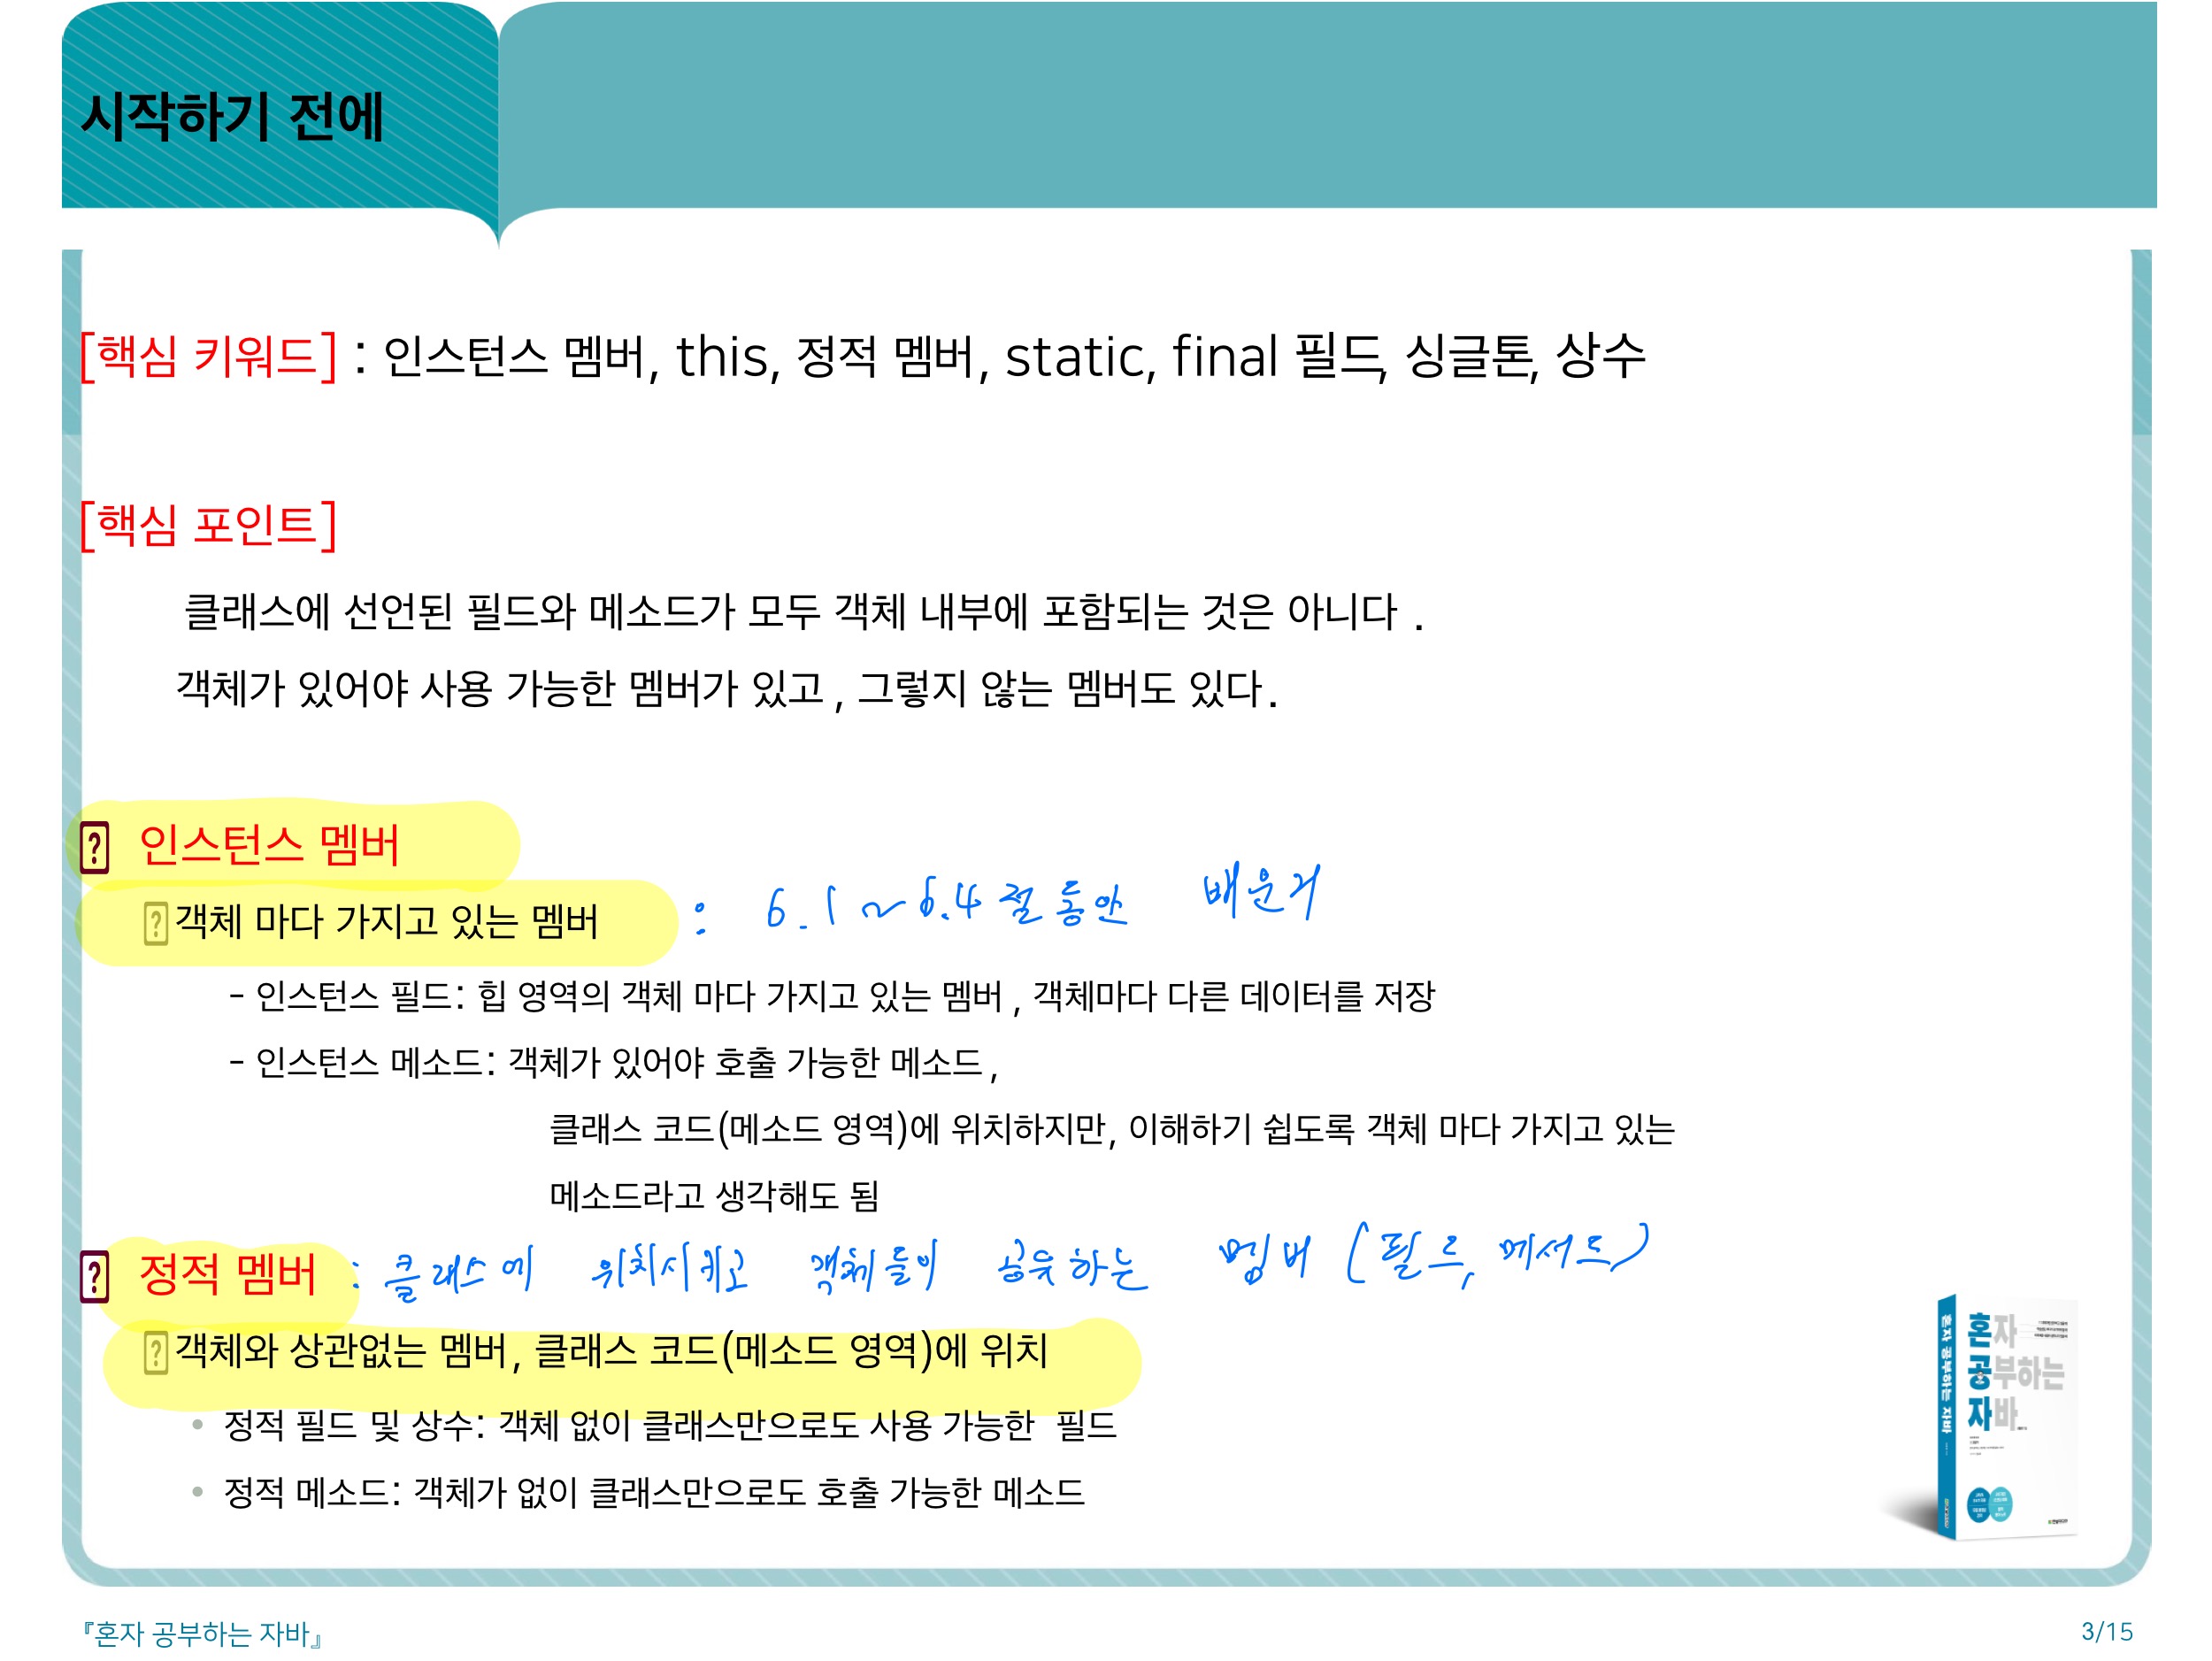 시작하기 전에
[핵심 키워드] : 인스턴스 멤버, this, 정적 멤버, static, final 필드, 싱글톤, 상수
[핵심 포인트]
클래스에 선언된 필드와 메소드가 모두 객체 내부에 포함되는 것은 아니다 .
객체가 있어야 사용 가능한 멤버가 있고 , 그렇지 않는 멤버도 있다 .
인스턴스 멤버
객체 마다 가지고 있는 멤버 : 6.1 ~ 6.4 절 동안 배운거
- 인스턴스 필드: 힙 영역의 객체 마다 가지고 있는 멤버 , 객체마다 다른 데이터를 저장
- 인스턴스 메소드: 객체가 있어야 호출 가능한 메소드 ,
클래스 코드(메소드 영역)에 위치하지만, 이해하기 쉽도록 객체 마다 가지고 있는
메소드라고 생각해도 됨
정적 멤버 : 클래스에 위치시키고 객체들이 공유하는 멤버 (필드, 메서드)
객체와 상관없는 멤버 , 클래스 코드(메소드 영역)에 위치
• 정적 필드 및 상수: 객체 없이 클래스만으로도 사용 가능한 필드
• 정적 메소드: 객체가 없이 클래스만으로도 호출 가능한 메소드
혼자 공부하는 자바
혼자
공부하는
자바
『혼자 공부하는 자바』
3/15